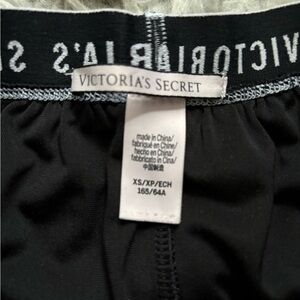 VICTORIA'S S
VICTORIA'S SECRET
made in China/
fabriqué en Chine/
hecho en China/
fabbricato in Cina/
中国制造
XS/XP/ECH
165/64A